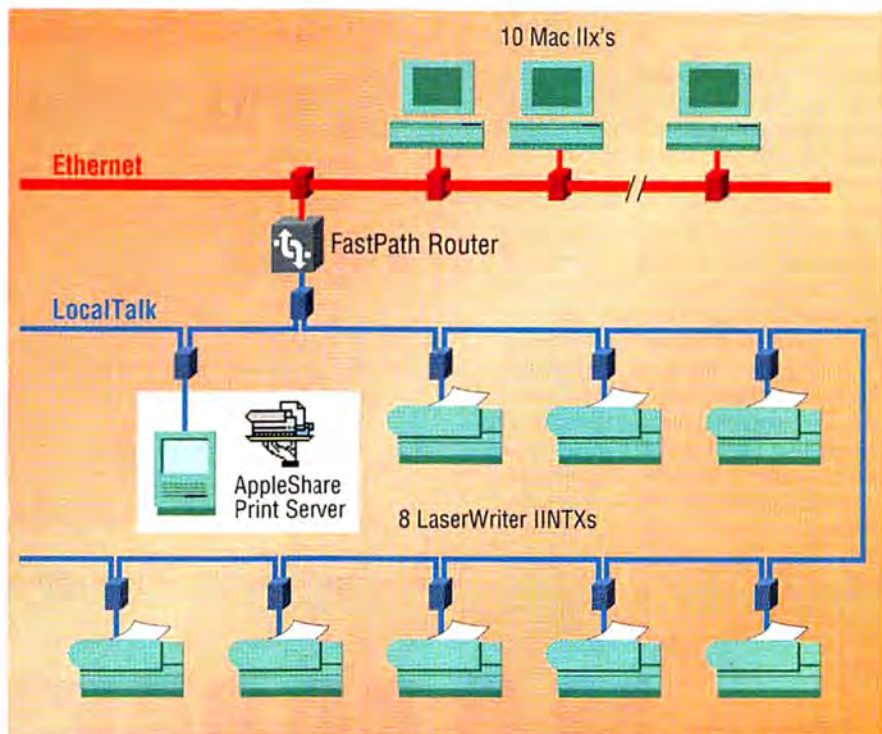 10 Mac IIx's
Ethernet
FastPath Router
LocalTalk
AppleShare
Print Server
8 LaserWriter IINTXs